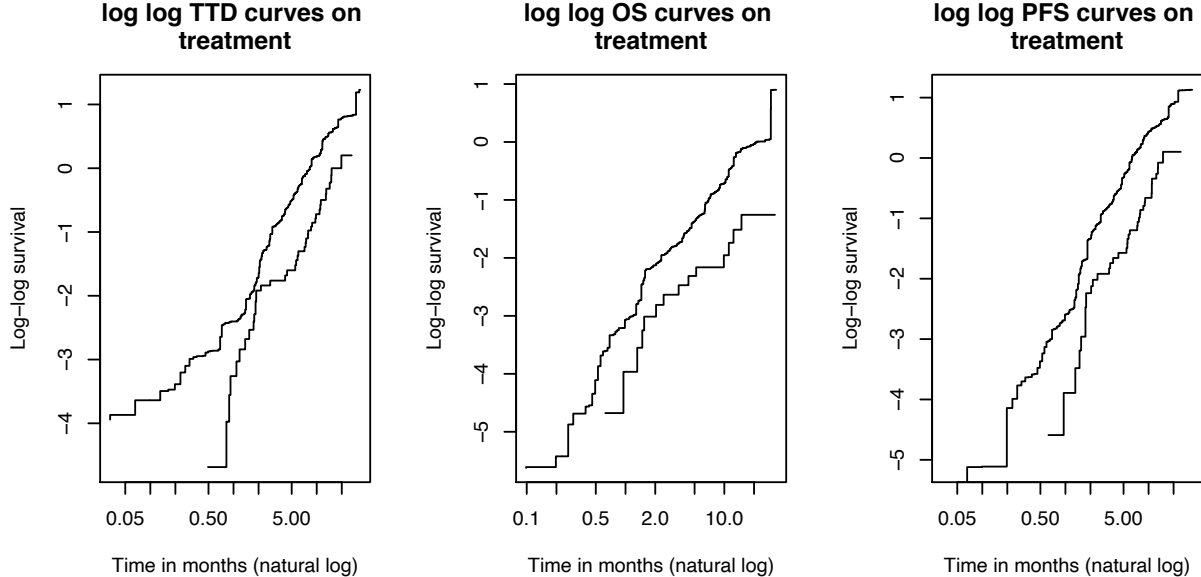 log log TTD curves on
treatment
1
0
−1
−2
−3
−4
Log−log survival
0.05 0.50 5.00
Time in months (natural log)
log log OS curves on
treatment
1
0
−1
−2
−3
−4
−5
Log−log survival
0.1 0.5 2.0 10.0
Time in months (natural log)
log log PFS curves on
treatment
1
0
−1
−2
−3
−4
−5
Log−log survival
0.05 0.50 5.00
Time in months (natural log)